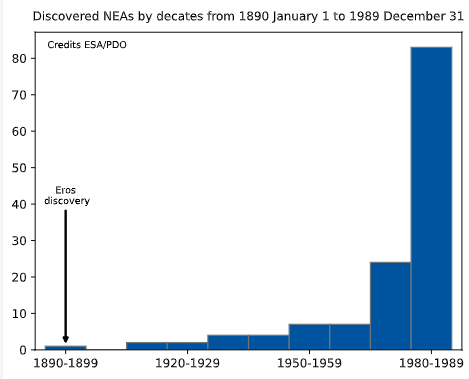 Discovered NEAs by decates from 1890 January 1 to 1989 December 31
Credits ESA/PDO
80
70
60
50
Eros
discovery
40
30
20
10
0
1890-1899 1920-1929 1950-1959 1980-1989